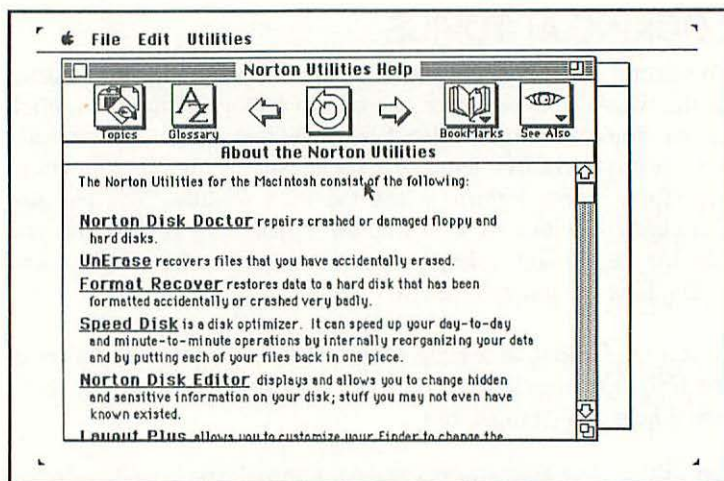 File Edit Utilities
Norton Utilities Help
Topics Glossary BookMarks See Also
About the Norton Utilities
The Norton Utilities for the Macintosh consist of the following:
Norton Disk Doctor repairs crashed or damaged floppy and
hard disks.
UnErase recovers files that you have accidentally erased.
Format Recover restores data to a hard disk that has been
formatted accidentally or crashed very badly.
Speed Disk is a disk optimizer. It can speed up your day-to-day
and minute-to-minute operations by internally reorganizing your data
and by putting each of your files back in one piece.
Norton Disk Editor displays and allows you to change hidden
and sensitive information on your disk; stuff you may not even have
known existed.
Layout Plus allows you to customize your Finder to change the